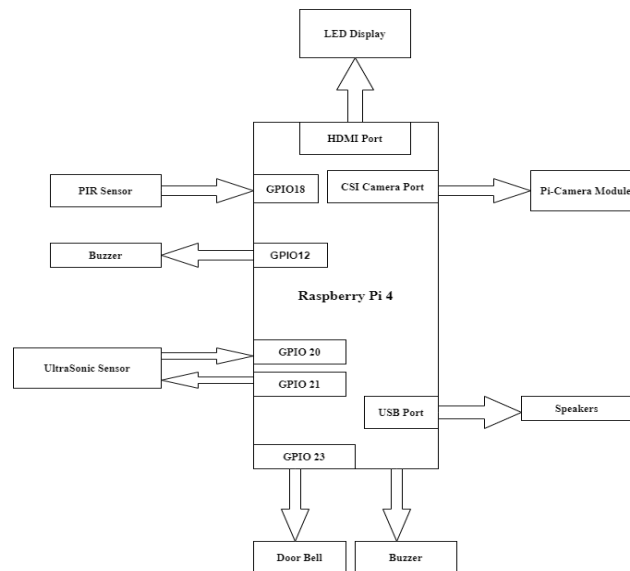 LED Display
HDMI Port
PIR Sensor
GPIO18
CSI Camera Port
Pi-Camera Module
Buzzer
GPIO12
Raspberry Pi 4
UltraSonic Sensor
GPIO 20
GPIO 21
USB Port
Speakers
GPIO 23
Door Bell
Buzzer